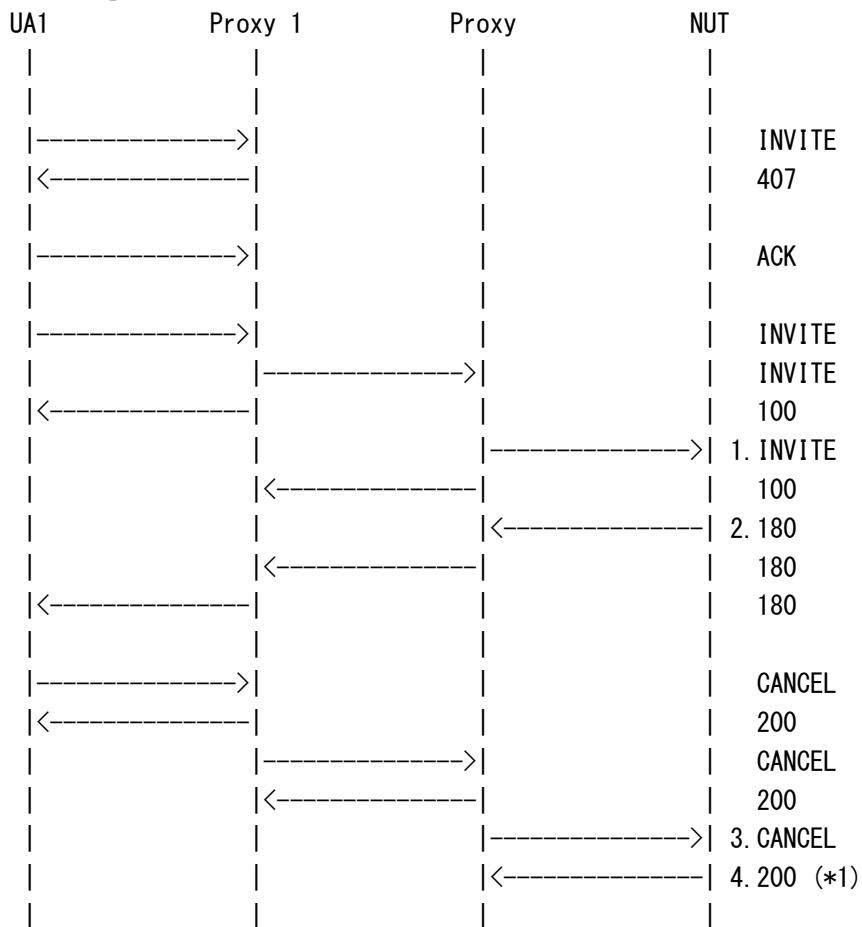 UA1 Proxy 1 Proxy NUT
| | | |
| | | |
|--------------->| | | INVITE
|<---------------| | | 407
| | | |
|--------------->| | | ACK
| | | |
|--------------->| | | INVITE
| |--------------->| | INVITE
|<---------------| | | 100
| | |--------------->| 1.INVITE
| |<---------------| | 100
| | |<---------------| 2.180
| |<---------------| | 180
|<---------------| | | 180
| | | |
|--------------->| | | CANCEL
|<---------------| | | 200
| |--------------->| | CANCEL
| |<---------------| | 200
| | |--------------->| 3.CANCEL
| | |<---------------| 4.200 (*1)
| | | |